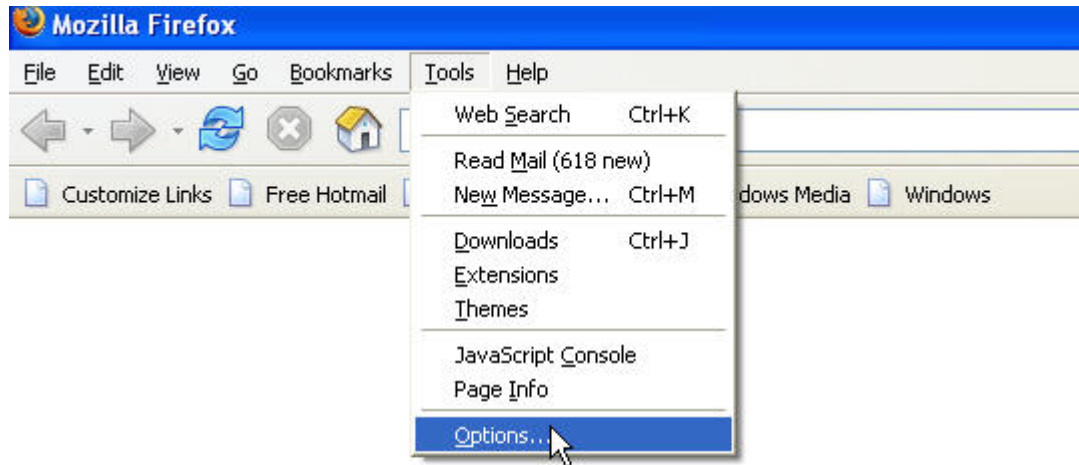 Mozilla Firefox
File Edit View Go Bookmarks Tools Help
Web Search Ctrl+K
Read Mail (618 new)
Customize Links Free Hotmail New Message... Ctrl+M dows Media Windows
Downloads Ctrl+J
Extensions
Themes
JavaScript Console
Page Info
Options...